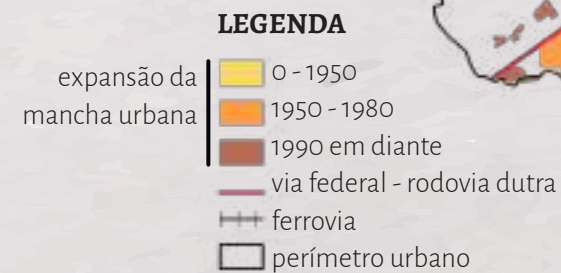 LEGENDA
expansão da
mancha urbana
0 - 1950
1950 - 1980
1990 em diante
via federal - rodovia dutra
ferrovia
perímetro urbano